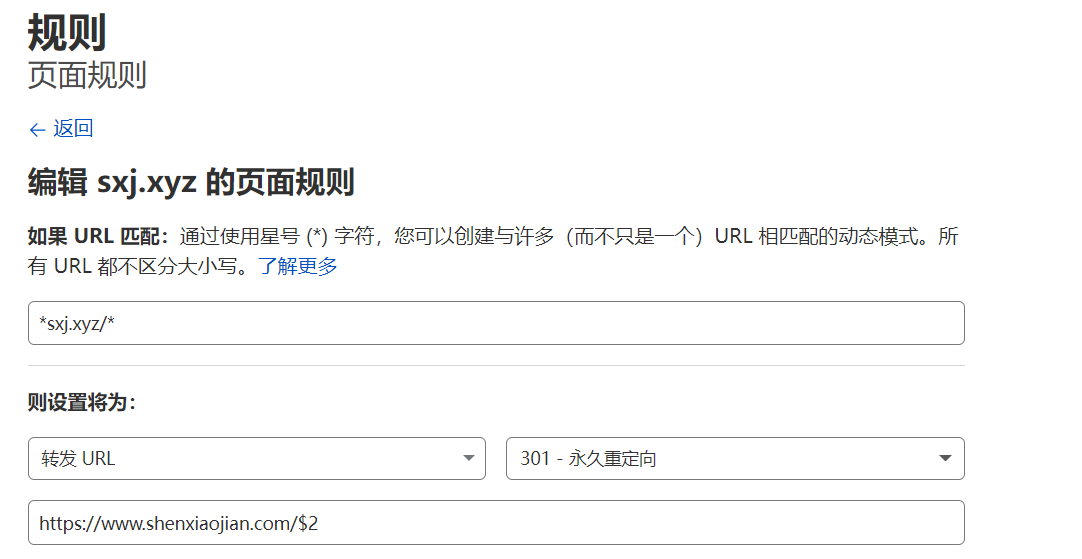 规则
页面规则
← 返回
编辑 sxj.xyz 的页面规则
如果 URL 匹配：通过使用星号 (*) 字符，您可以创建与许多（而不只是一个）URL 相匹配的动态模式。所
有 URL 都不区分大小写。了解更多
*sxj.xyz/*
则设置将为：
转发 URL
301 - 永久重定向
https://www.shenxiaojian.com/$2